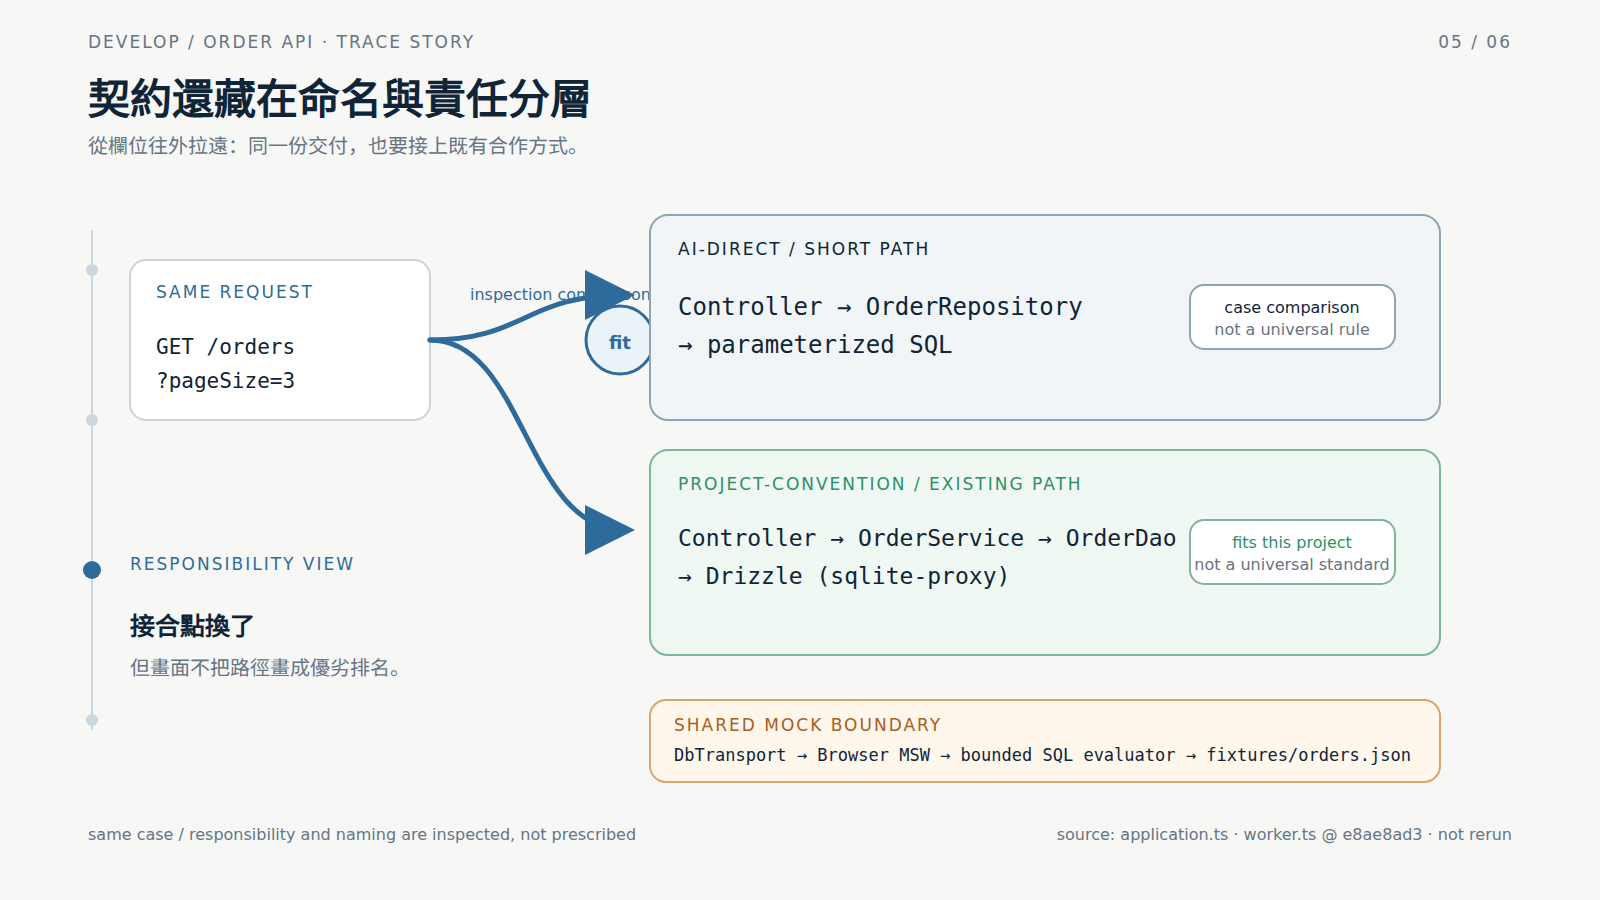 DEVELOP / ORDER API · TRACE STORY
05 / 06
契約還藏在命名與責任分層
從欄位往外拉遠：同一份交付，也要接上既有合作方式。
SAME REQUEST
GET /orders
?pageSize=3
inspection
fit
AI-DIRECT / SHORT PATH
Controller → OrderRepository
→ parameterized SQL
case comparison
not a universal rule
PROJECT-CONVENTION / EXISTING PATH
Controller → OrderService → OrderDao
→ Drizzle (sqlite-proxy)
fits this project
not a universal standard
RESPONSIBILITY VIEW
接合點換了
但畫面不把路徑畫成優劣排名。
SHARED MOCK BOUNDARY
DbTransport → Browser MSW → bounded SQL evaluator → fixtures/orders.json
same case / responsibility and naming are inspected, not prescribed
source: application.ts · worker.ts @ e8ae8ad3 · not rerun